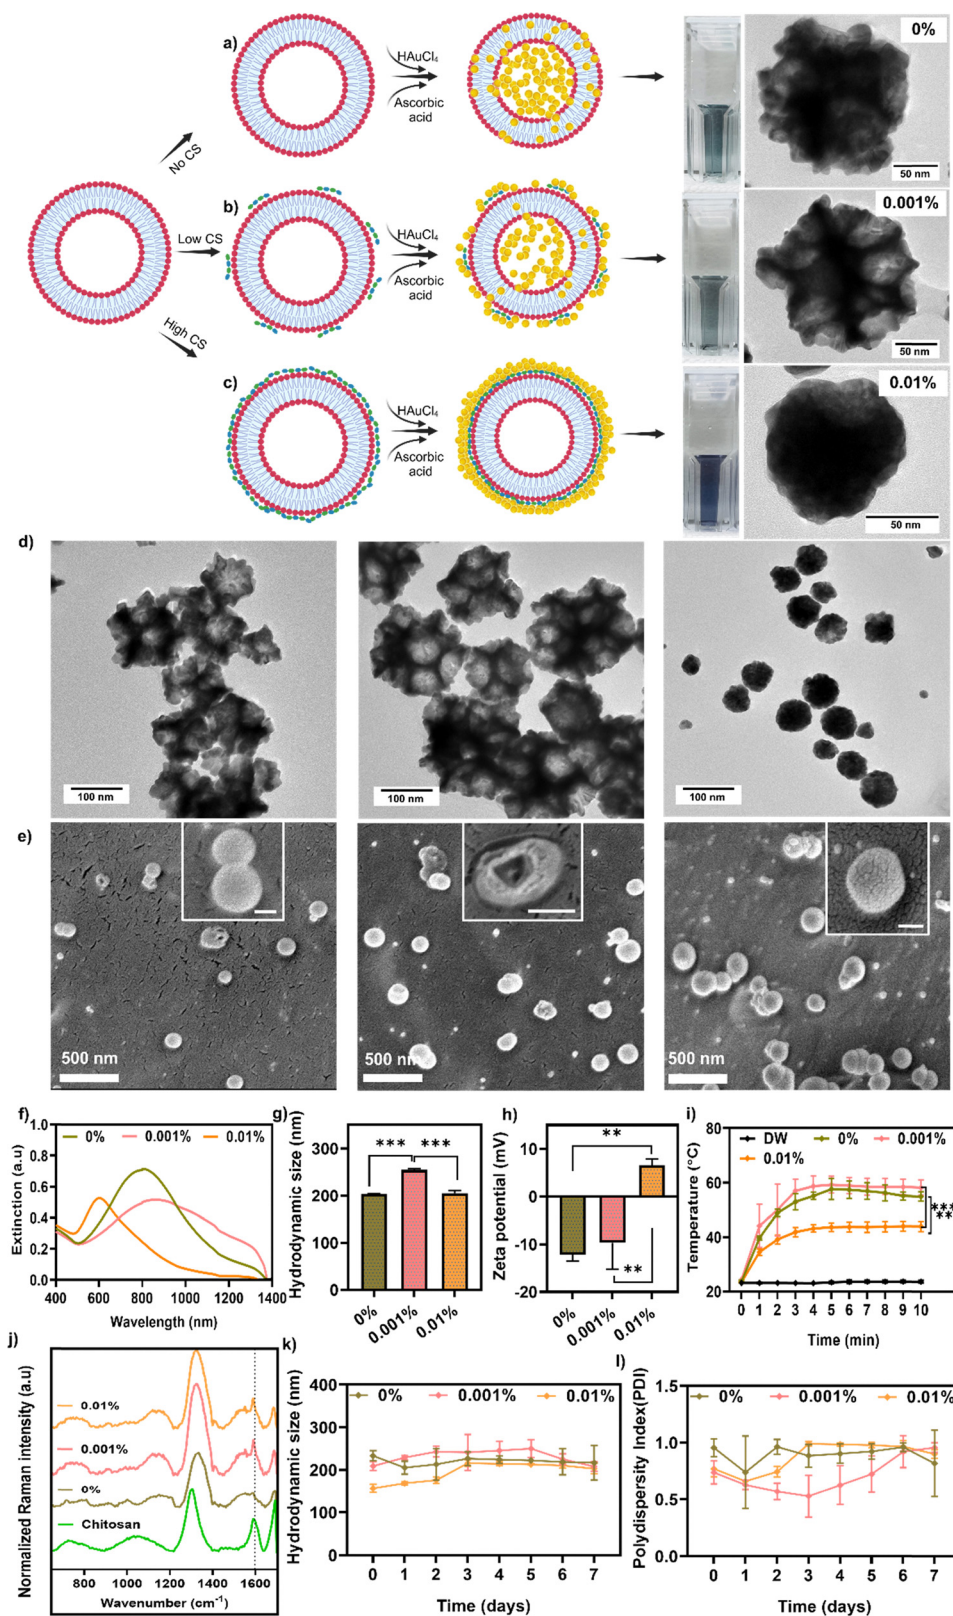 a)
HAuCl₄
Ascorbic
acid
0%
50 nm
No CS
b)
Low CS
HAuCl₄
Ascorbic
acid
0.001%
50 nm
High CS
c)
HAuCl₄
Ascorbic
acid
0.01%
50 nm
d)
100 nm
100 nm
100 nm
e)
500 nm
500 nm
500 nm
f)
0% 0.001% 0.01%
Extinction (a.u)
1.0
0.8
0.6
0.4
0.2
0.0
400 600 800 1000 1200 1400
Wavelength (nm)
g)
Hydrodynamic size (nm)
300
200
100
0
*** ***
0% 0.001% 0.01%
h)
Zeta potential (mV)
10
0
-10
-20
**
**
0% 0.001% 0.01%
i)
DW 0% 0.001%
0.01%
Temperature (°C)
80
60
40
20
***
**
0 1 2 3 4 5 6 7 8 9 10
Time (min)
j)
Normalized Raman intensity (a.u)
0.01%
0.001%
0%
Chitosan
800 1000 1200 1400 1600
Wavenumber (cm⁻¹)
k)
0% 0.001% 0.01%
Hydrodynamic size (nm)
400
300
200
100
0
0 1 2 3 4 5 6 7
Time (days)
l)
0% 0.001% 0.01%
Polydispersity Index(PDI)
1.5
1.0
0.5
0.0
0 1 2 3 4 5 6 7
Time (days)